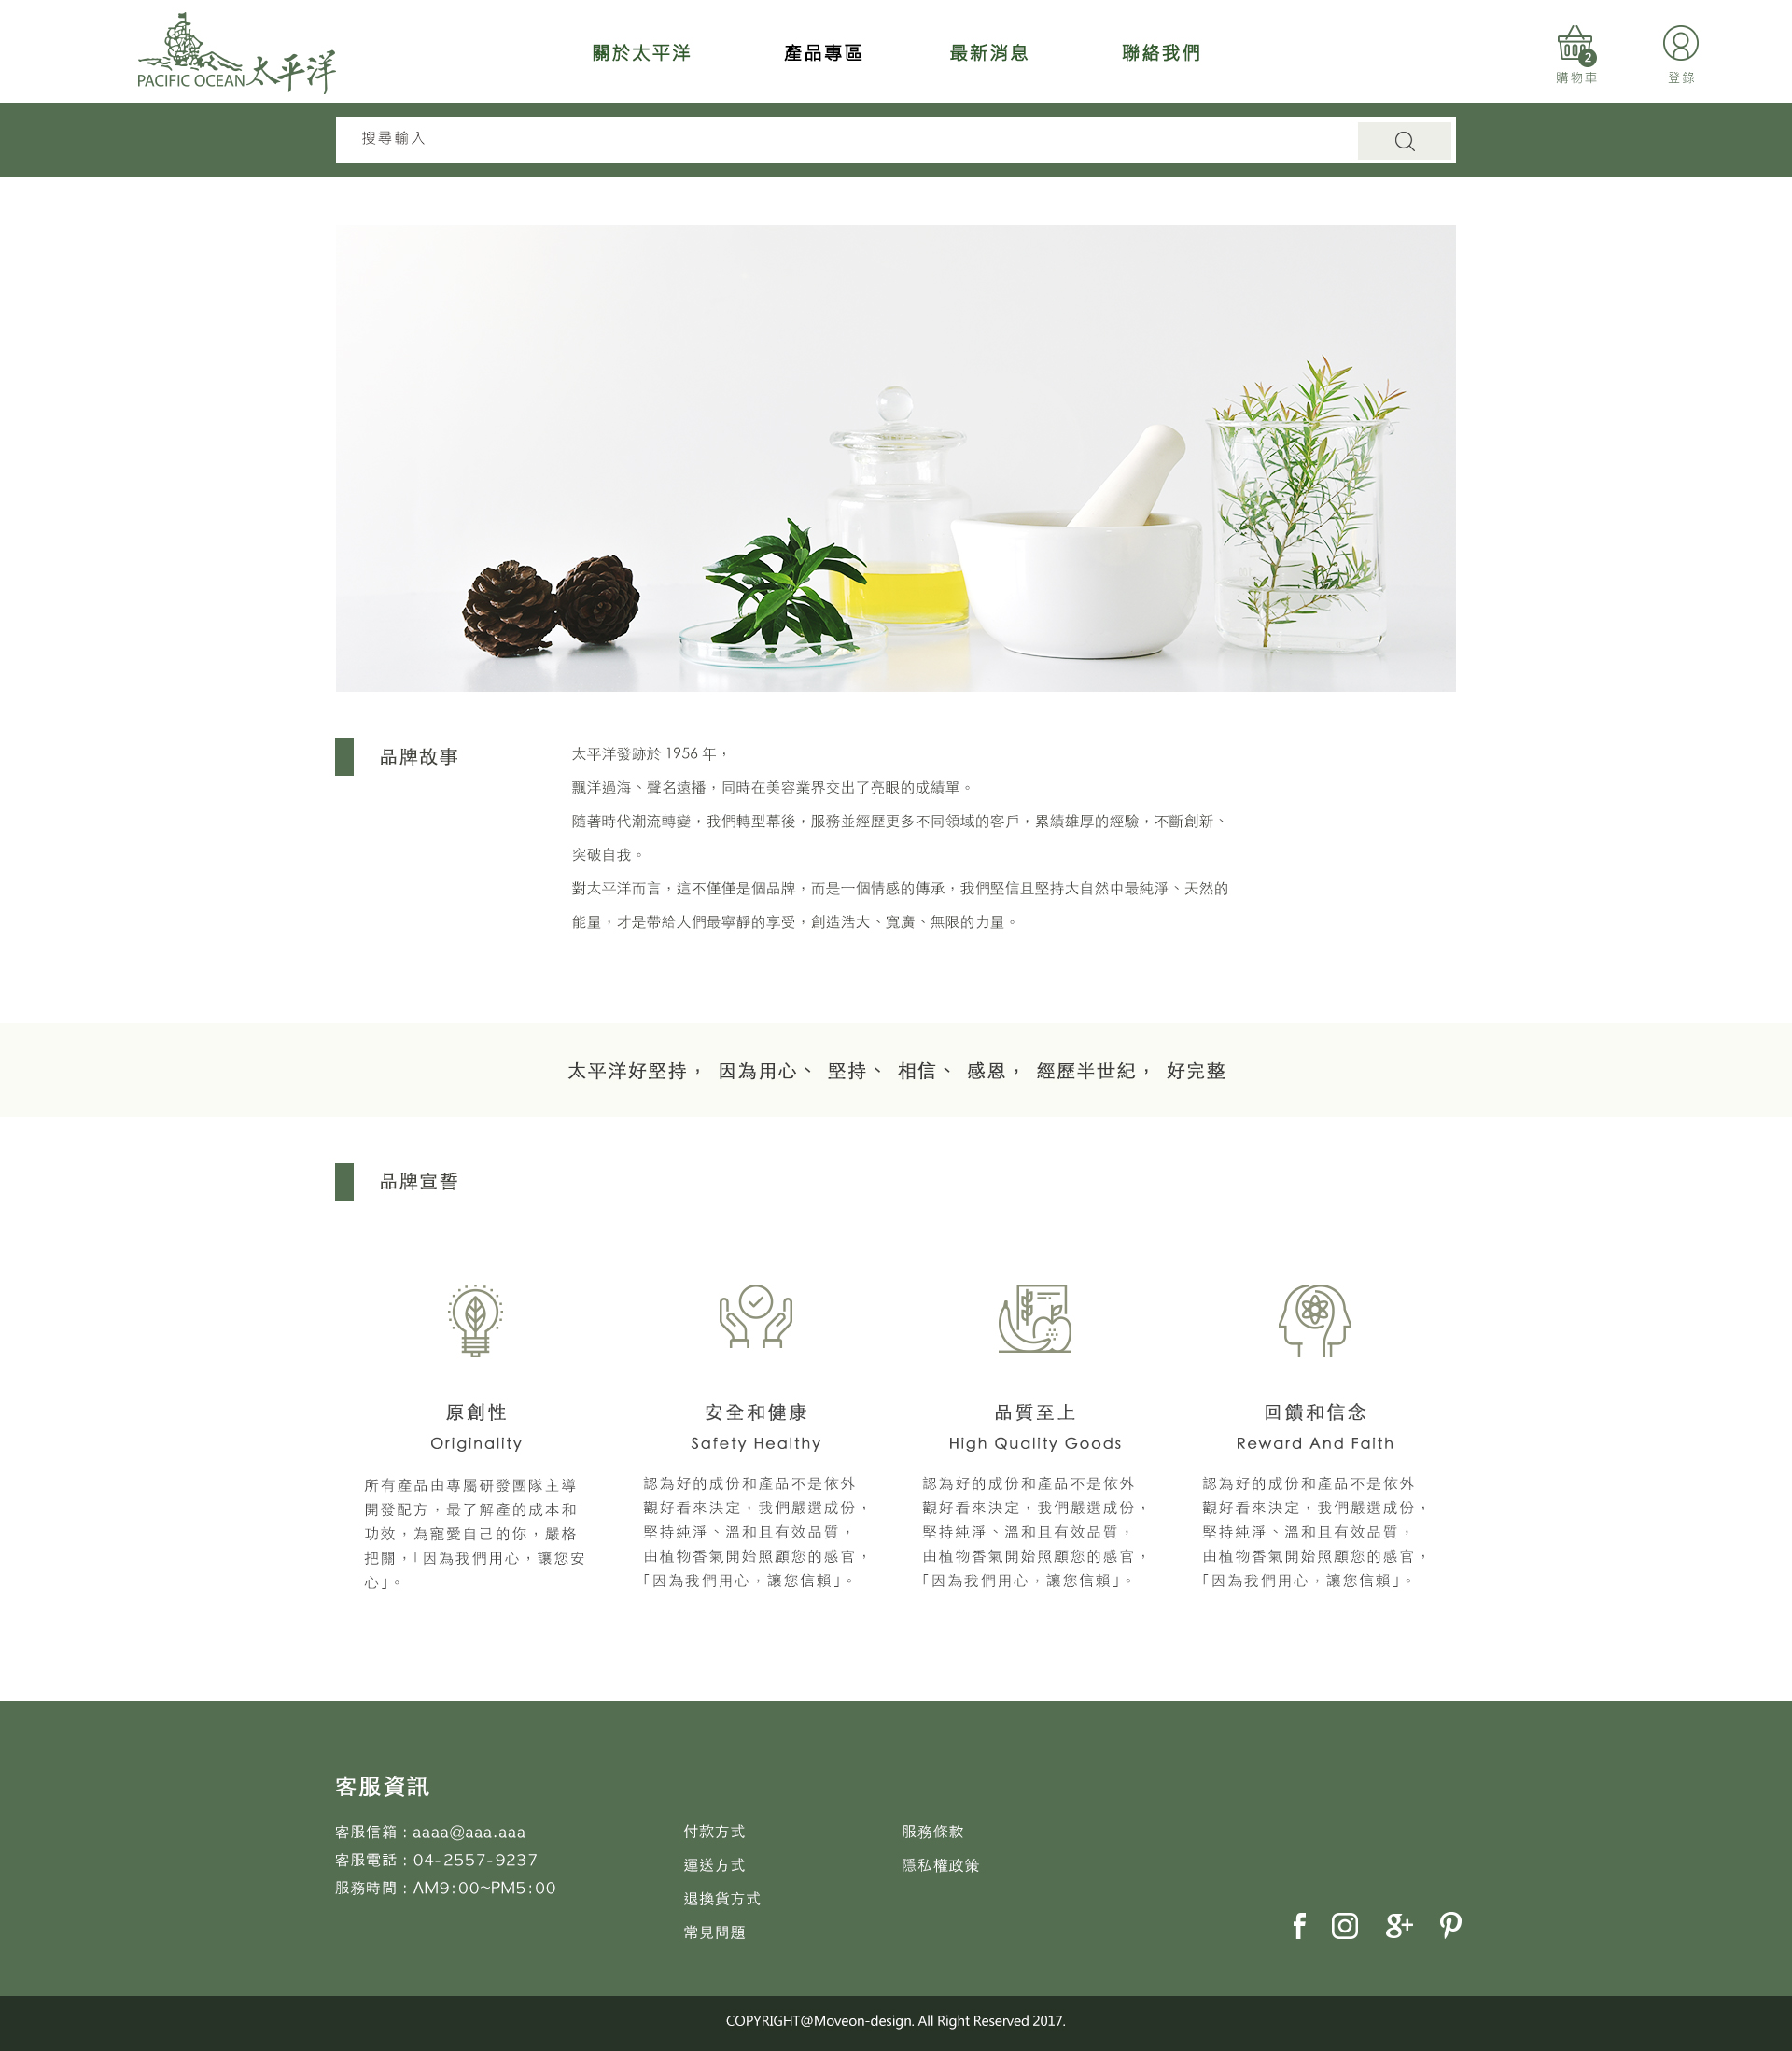 PACIFIC OCEAN太平洋
關於太平洋
產品專區
最新消息
聯絡我們
2
購物車
登錄
搜尋輸入
品牌故事
太平洋發跡於 1956 年，
飄洋過海、聲名遠播，同時在美容業界交出了亮眼的成績單。
隨著時代潮流轉變，我們轉型幕後，服務並經歷更多不同領域的客戶，累績雄厚的經驗，不斷創新、
突破自我。
對太平洋而言，這不僅僅是個品牌，而是一個情感的傳承，我們堅信且堅持大自然中最純淨、天然的
能量，才是帶給人們最寧靜的享受，創造浩大、寬廣、無限的力量。
太平洋好堅持， 因為用心、 堅持、 相信、 感恩， 經歷半世紀， 好完整
品牌宣誓
原創性
Originality
所有產品由專屬研發團隊主導
開發配方，最了解產的成本和
功效，為寵愛自己的你，嚴格
把關，「因為我們用心，讓您安
心」。
安全和健康
Safety Healthy
認為好的成份和產品不是依外
觀好看來決定，我們嚴選成份，
堅持純淨、溫和且有效品質，
由植物香氣開始照顧您的感官，
「因為我們用心，讓您信賴」。
品質至上
High Quality Goods
認為好的成份和產品不是依外
觀好看來決定，我們嚴選成份，
堅持純淨、溫和且有效品質，
由植物香氣開始照顧您的感官，
「因為我們用心，讓您信賴」。
回饋和信念
Reward And Faith
認為好的成份和產品不是依外
觀好看來決定，我們嚴選成份，
堅持純淨、溫和且有效品質，
由植物香氣開始照顧您的感官，
「因為我們用心，讓您信賴」。
客服資訊
客服信箱：aaaa@aaa.aaa
客服電話：04-2557-9237
服務時間：AM9:00~PM5:00
付款方式
運送方式
退換貨方式
常見問題
服務條款
隱私權政策
COPYRIGHT@Moveon-design. All Right Reserved 2017.